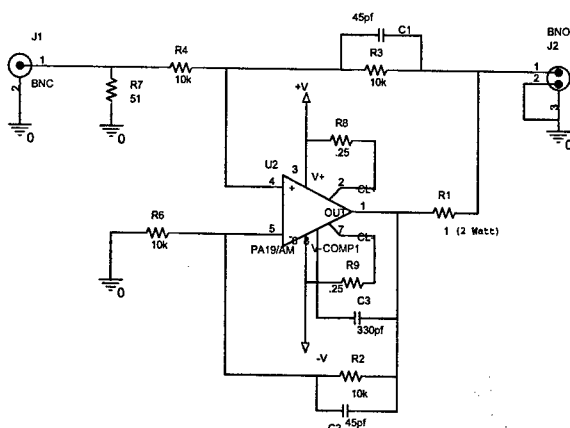 45pf
C1
BNO
J2
J1
1
BNC
2
R4
10k
R3
10k
R7
51
1
2
3
0
0
0
+V
R8
.25
U2
3
V+
2
CL+
4
+
OUT
1
R1
1 (2 Watt)
R6
10k
5
-
6
8
7
CL-
PA19/AM
V-
COMP1
R9
.25
C3
330pf
0
-V
R2
10k
45pf